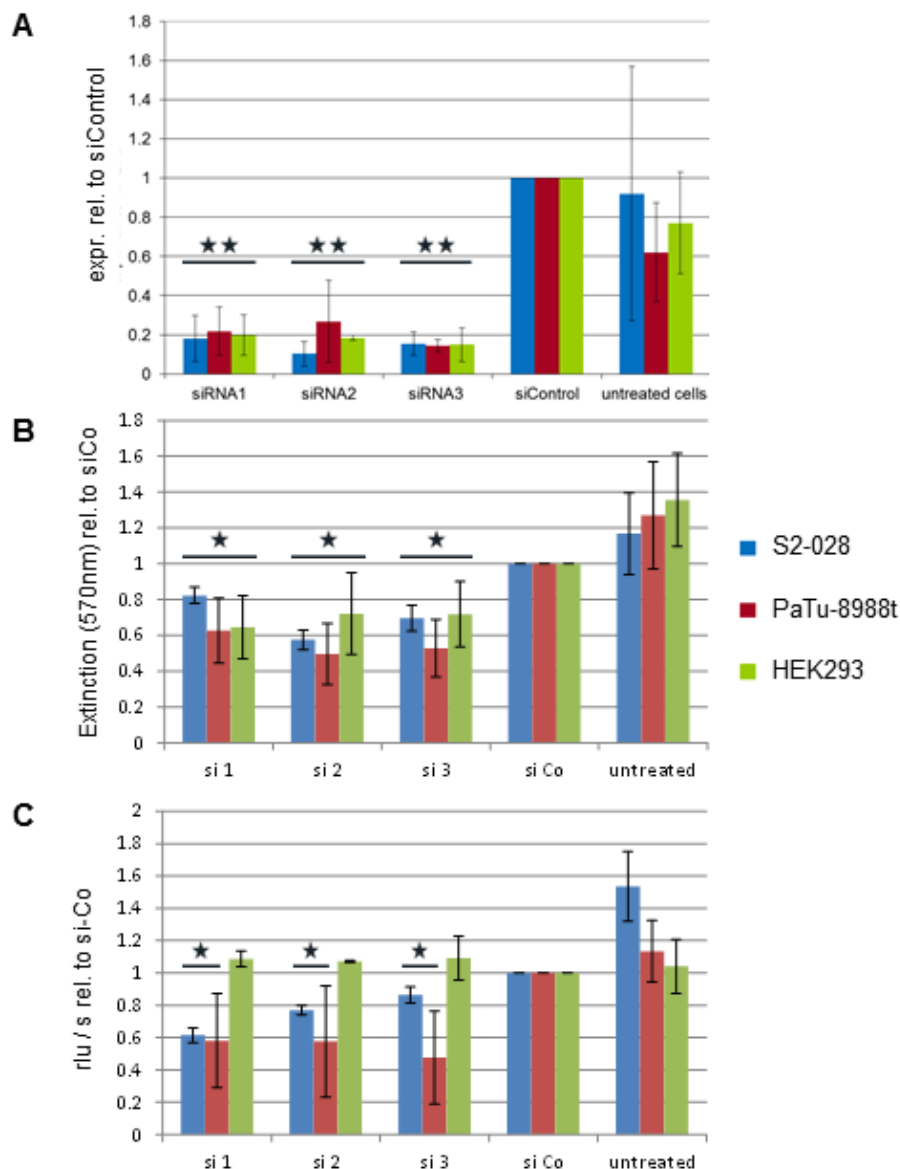 A
expr. rel. to siControl
1.8
1.6
1.4
1.2
1
0.8
0.6
0.4
0.2
0
★★ ★★ ★★
siRNA1 siRNA2 siRNA3 siControl untreated cells
B
Extinction (570nm) rel. to siCo
1.8
1.6
1.4
1.2
1
0.8
0.6
0.4
0.2
0
★ ★ ★
si 1 si 2 si 3 si Co untreated
S2-028
PaTu-8988t
HEK293
C
rlu / s rel. to si-Co
2
1.8
1.6
1.4
1.2
1
0.8
0.6
0.4
0.2
0
★ ★ ★
si 1 si 2 si 3 si Co untreated